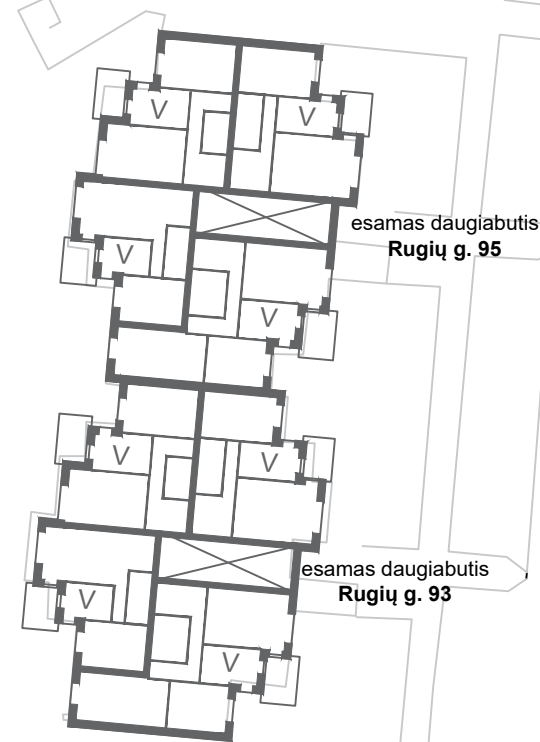 V V
esamas daugiabutis
Rugių g. 95
V
V
V V
esamas daugiabutis
Rugių g. 93
V
V